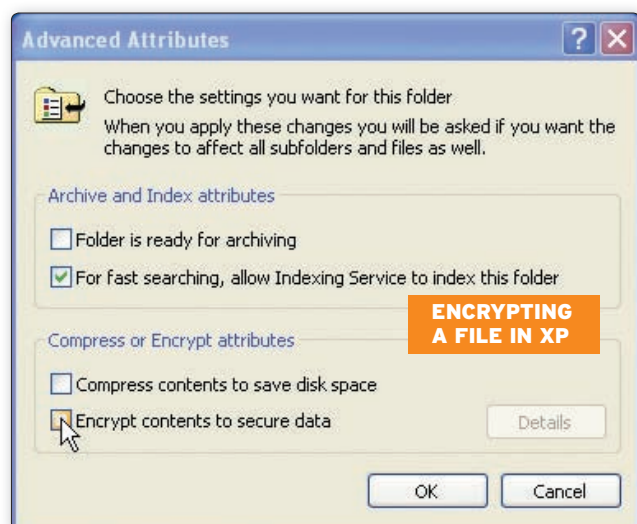 Advanced Attributes
Choose the settings you want for this folder
When you apply these changes you will be asked if you want the
changes to affect all subfolders and files as well.
Archive and Index attributes
Folder is ready for archiving
For fast searching, allow Indexing Service to index this folder
ENCRYPTING
A FILE IN XP
Compress or Encrypt attributes
Compress contents to save disk space
Encrypt contents to secure data
Details
OK
Cancel